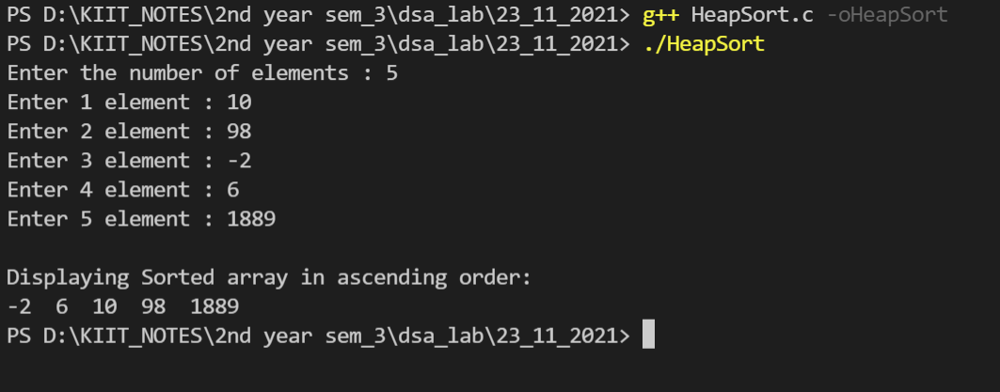 PS D:\KIIT_NOTES\2nd year sem_3\dsa_lab\23_11_2021> g++ HeapSort.c -oHeapSort
PS D:\KIIT_NOTES\2nd year sem_3\dsa_lab\23_11_2021> ./HeapSort
Enter the number of elements : 5
Enter 1 element : 10
Enter 2 element : 98
Enter 3 element : -2
Enter 4 element : 6
Enter 5 element : 1889
Displaying Sorted array in ascending order:
-2  6  10  98  1889
PS D:\KIIT_NOTES\2nd year sem_3\dsa_lab\23_11_2021>